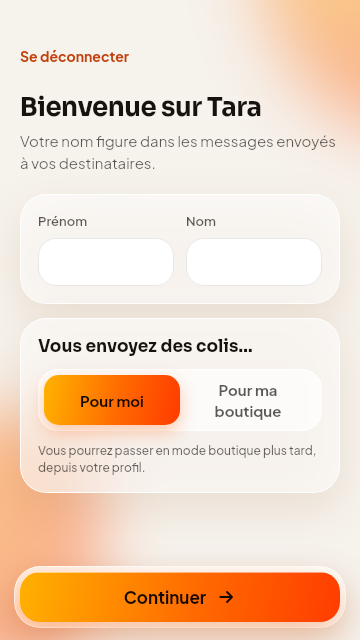 Se déconnecter
Bienvenue sur Tara
Votre nom figure dans les messages envoyés
à vos destinataires.
Prénom
Nom
Vous envoyez des colis...
Pour moi
Pour ma
boutique
Vous pourrez passer en mode boutique plus tard,
depuis votre profil.
Continuer →